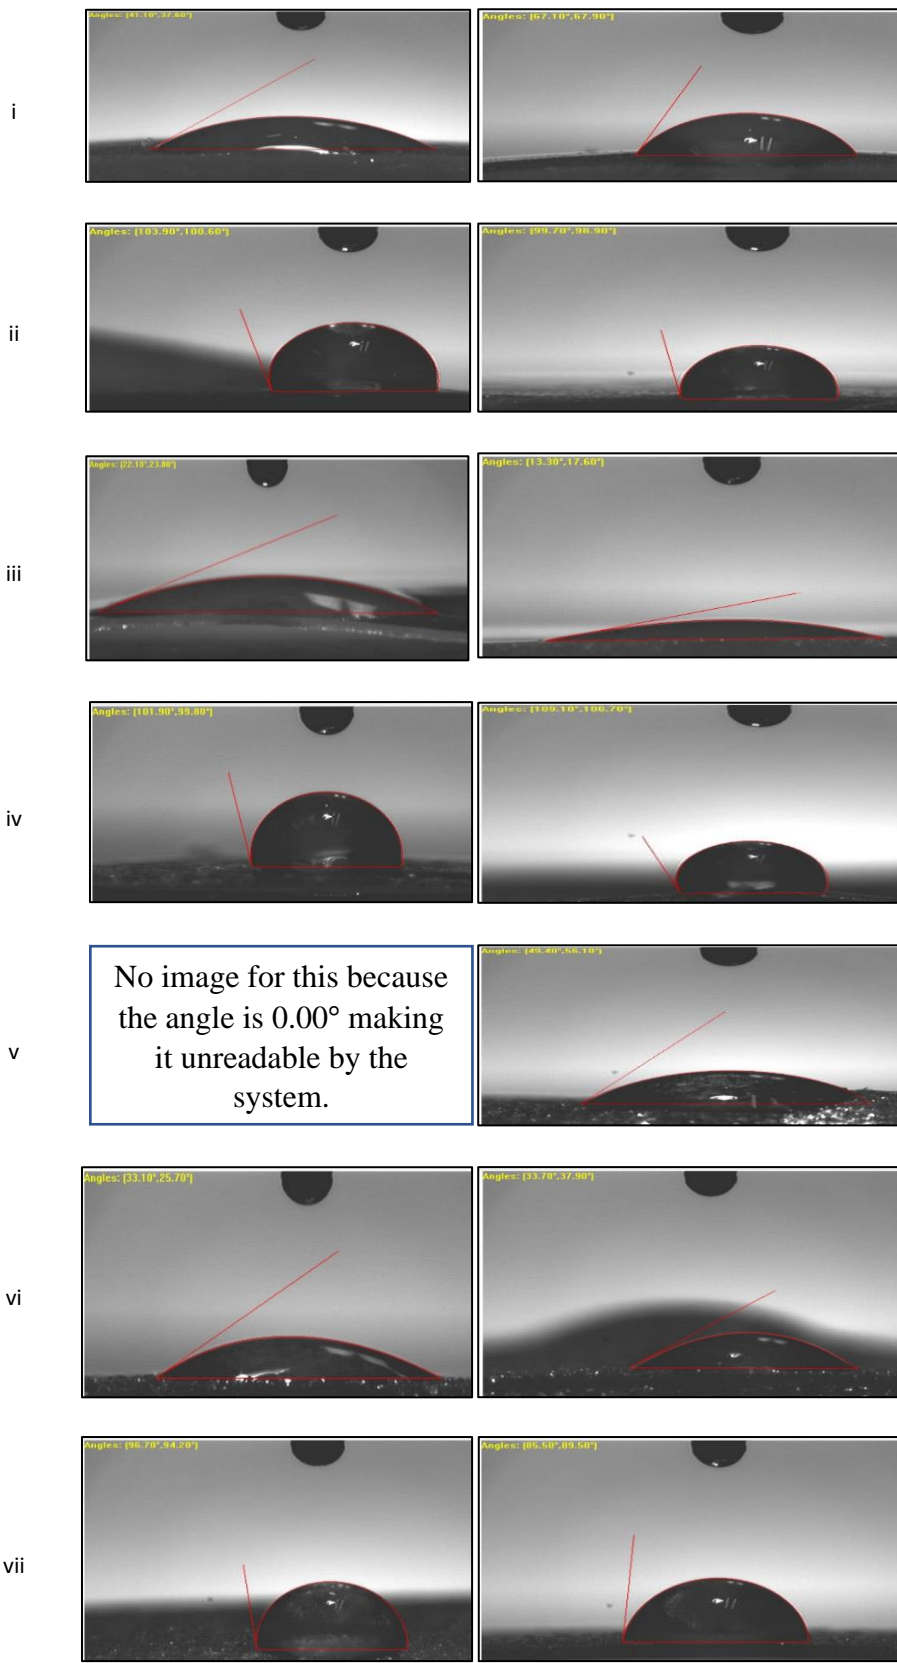 Angles: [41.10°,37.60°]
Angles: [67.10°,67.90°]
i
Angles: [103.90°,100.60°]
Angles: [99.70°,98.90°]
ii
Angles: [22.10°,23.80°]
Angles: [13.30°,17.60°]
iii
Angles: [101.90°,99.80°]
Angles: [109.10°,106.70°]
iv
No image for this because
the angle is 0.00° making
it unreadable by the
system.
Angles: [49.40°,56.10°]
v
Angles: [33.10°,25.70°]
Angles: [33.70°,37.90°]
vi
Angles: [96.70°,94.20°]
Angles: [85.50°,89.50°]
vii